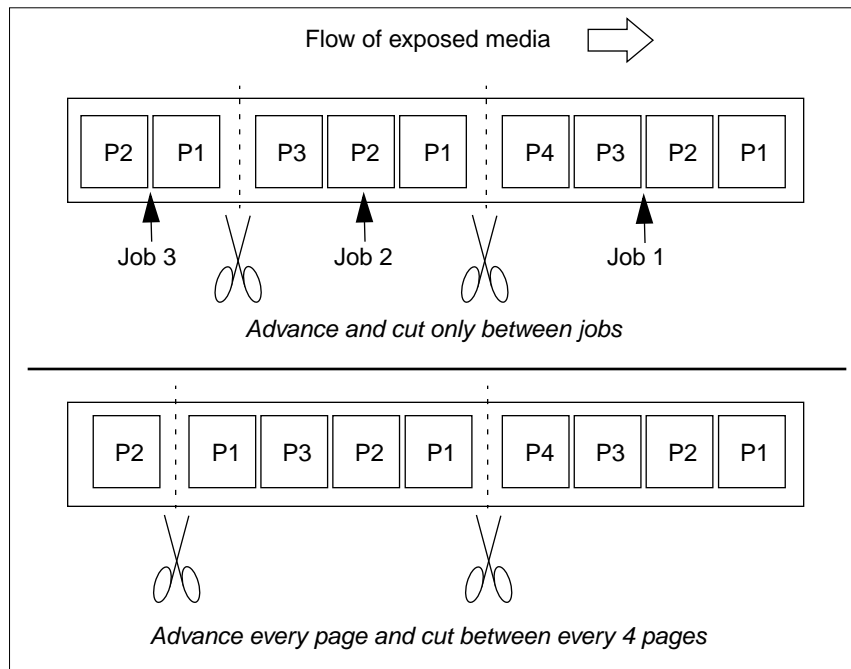 Flow of exposed media
P2 P1 P3 P2 P1 P4 P3 P2 P1
Job 3 Job 2 Job 1
Advance and cut only between jobs
P2 P1 P3 P2 P1 P4 P3 P2 P1
Advance every page and cut between every 4 pages